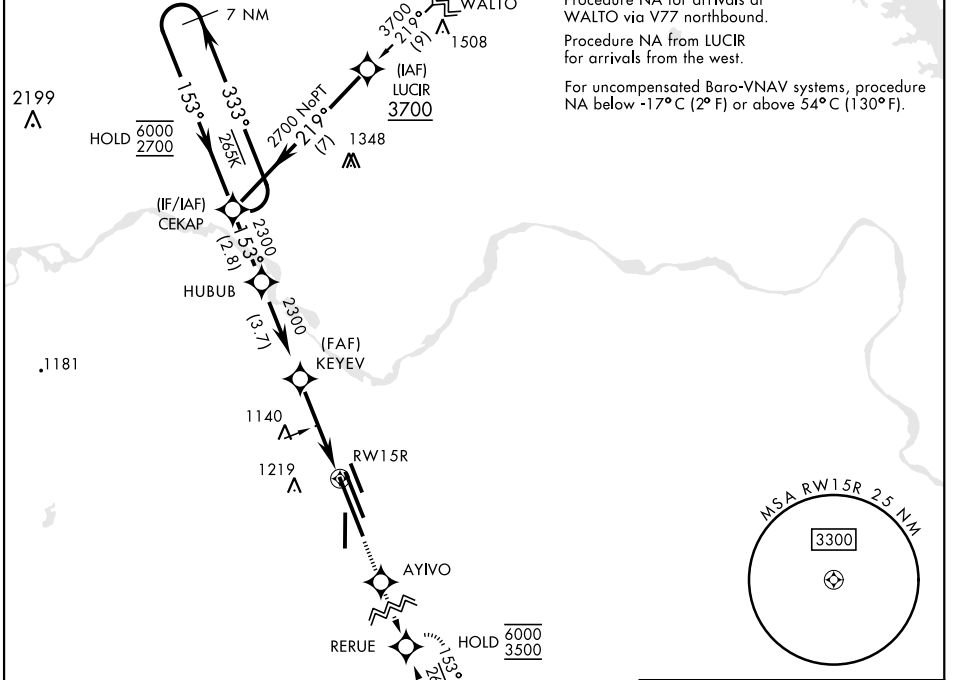 Procedure NA for arrivals at
WALTO via V77 northbound.
Procedure NA from LUCIR
for arrivals from the west.
For uncompensated Baro-VNAV systems, procedure
NA below -17°C (2°F) or above 54°C (130°F).
7 NM
WALTO
3700
219°
(9)
1508
(IAF)
LUCIR
3700
2199
153°
333°
HOLD 6000
2700
265K
2700 NoPT
219°
(7)
1348
(IF/IAF)
CEKAP
2300
153°
(2.8)
HUBUB
2300
(3.7)
(FAF)
KEYEV
1181
1140
1219
RW15R
MSA RW15R 25 NM
3300
AYIVO
RERUE
HOLD 6000
3500
153°